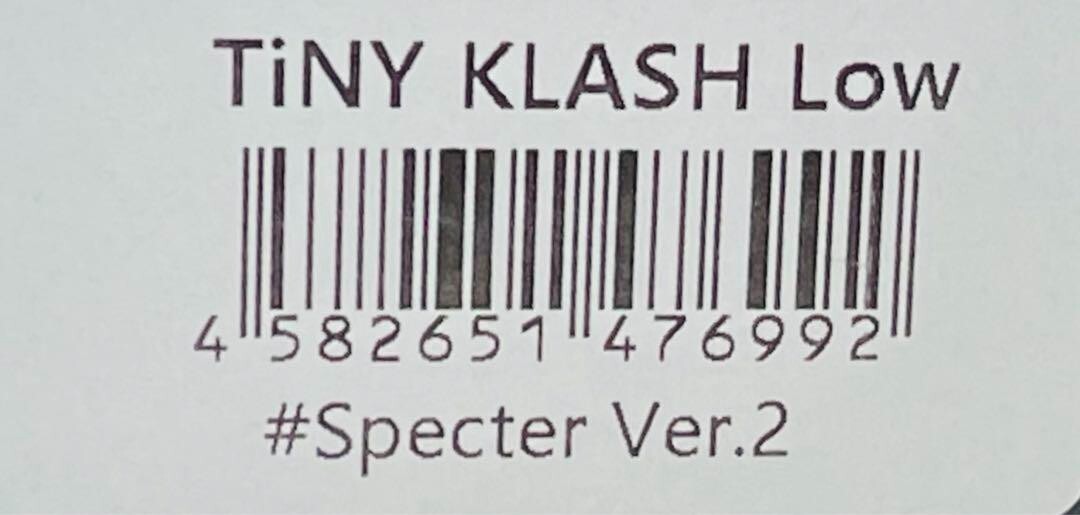 TiNY KLASH Low
4 582651 476992
#Specter Ver.2